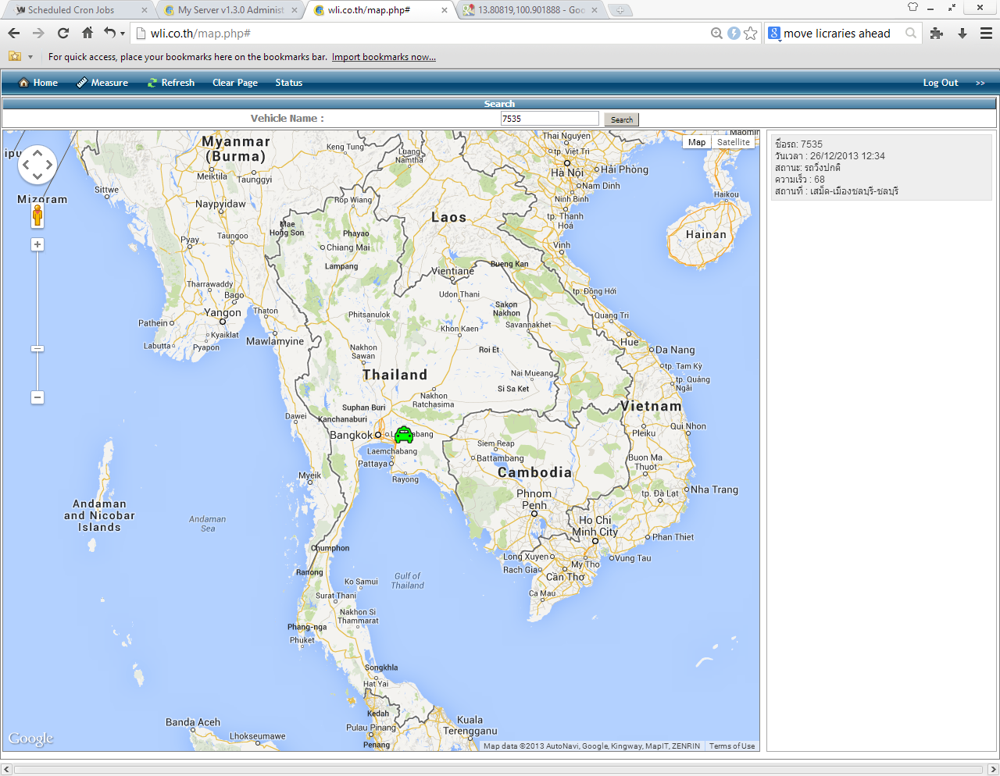 Scheduled Cron Jobs
My Server v1.3.0 Administ
wli.co.th/map.php#
13.80819,100.901888 - Goo
wli.co.th/map.php#
move licraries ahead
For quick access, place your bookmarks here on the bookmarks bar. Import bookmarks now...
Home Measure Refresh Clear Page Status Log Out >>
Search
Vehicle Name : 7535 Search
Map Satellite
ชื่อรถ: 7535
วันเวลา : 26/12/2013 12:34
สถานะ: รถวิ่งปกติ
ความเร็ว : 68
สถานที่ : เสม็ด-เมืองชลบุรี-ชลบุรี
Myanmar
(Burma)
Keng Tung
Thai Nguyen
tp. Việt Trì
Hà Nội
Hải Phòng
Nam Dinh
Ninh Binh
tp. Thanh
Hoá
Luang
Namtha
Meiktila
Taunggyi
Sittwe
Mizoram
Naypyidaw
Rop Wiang
Laos
Haikou
Hainan
Mae
Hong Son
Phayao
Pyay
Taungoo
Chiang Mai
Lampang
Vinh
Vientiane
Bueng Kan
Tharrawaddy
Bago
Udon Thani
tp. Đồng Hới
Yangon
Thaton
Sakon
Nakhon
Pathein
Phitsanulok
Savannakhet
Quang Tri
Kyaiklat
Khon Kaen
Labutta
Pyapon
Mawlamyine
Hue
Da Nang
Nakhon
Sawan
Roi Et
tp. Tam Kỳ
Thailand
Nai Mueang
tp. Quảng
Ngãi
Si Sa Ket
Nakhon
Ratchasima
Suphan Buri
Vietnam
Dawei
Kanchanaburi
Qui Nhon
Pleiku
Bangkok
Siem Reap
Laemchabang
Battambang
Buon Ma
Thuot
Pattaya
Rayong
Cambodia
Myeik
Nha Trang
Phnom
Penh
tp. Đà Lạt
Andaman
and Nicobar
Islands
Andaman
Sea
Ho Chi
Minh City
Phan Thiet
Chumphon
Long Xuyen
Vũng Tau
My Tho
Rach Gia
Cần Thơ
Ranong
Gulf of
Thailand
Ko Samui
Ca Mau
Surat Thani
Nakhon Si
Thammarat
Phang-nga
Phuket
Songkhla
Hat Yai
Kedah
Banda Aceh
Kuala
Terengganu
Lhokseumawe
Pulau Pinang
Penang
Google
Map data ©2013 AutoNavi, Google, Kingway, MapIT, ZENRIN Terms of Use